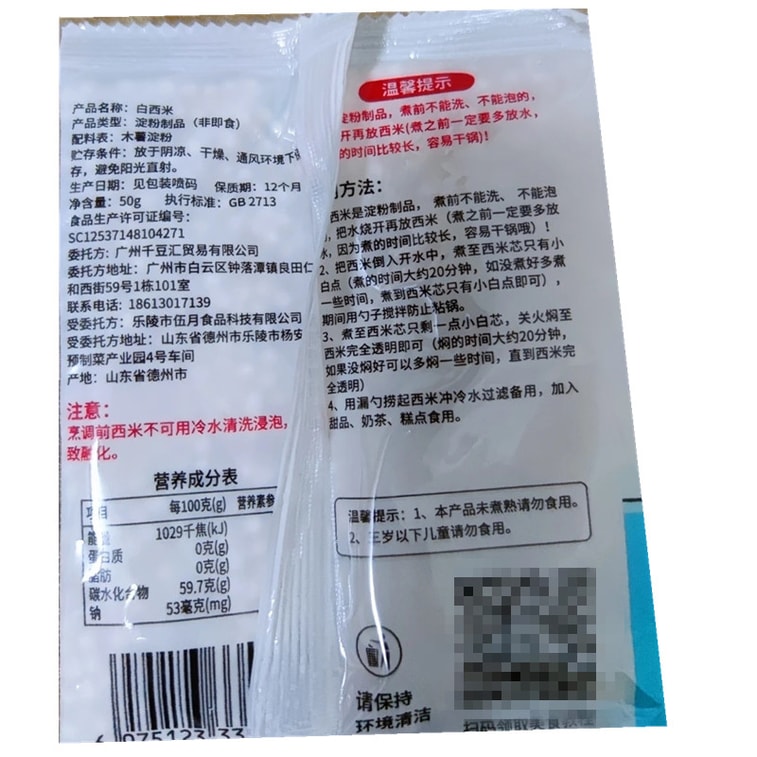 产品名称：白西米
产品类型：淀粉制品（非即食）
配料表：木薯淀粉
贮存条件：放于阴凉、干燥、通风环境下
存，避免阳光直射。
生产日期：见包装喷码 保质期：12个月
净含量：50g 执行标准：GB 2713
食品生产许可证编号：
SC12537148104271
委托方：广州千豆汇贸易有限公司
委托方地址：广州市白云区钟落潭镇良田仁
和西街59号1栋101室
联系电话：18613017139
受委托方：乐陵市伍月食品科技有限公司
受委托方地址：山东省德州市乐陵市杨安
预制菜产业园4号车间
产地：山东省德州市
注意：
烹调前西米不可用冷水清洗浸泡，
致融化。
营养成分表
项目 每100克(g) 营养素参
能量 1029千焦(kJ)
蛋白质 0克(g)
脂肪 0克(g)
碳水化合物 59.7克(g)
钠 53毫克(mg)
6 075123 33
温馨提示
淀粉制品，煮前不能洗、不能泡的，
开再放西米(煮之前一定要多放水，
的时间比较长，容易干锅)！
方法：
西米是淀粉制品，煮前不能洗、不能泡
，把水烧开再放西米（煮之前一定要多放
水，因为煮的时间比较长，容易干锅哦）！
2、把西米倒入开水中，煮至西米芯只有小
白点（煮的时间大约20分钟，如没煮好多煮
一些时间，煮到西米芯只有小白点即可），
期间用勺子搅拌防止粘锅。
3、煮至西米芯只剩一点小白芯，关火焖至
西米完全透明即可（焖的时间大约20分钟，
如果没焖好可以多焖一些时间，直到西米完
全透明）
4、用漏勺捞起西米冲冷水过滤备用，加入
甜品、奶茶、糕点食用。
温馨提示：1、本产品未煮熟请勿食用。
2、三岁以下儿童请勿食用。
请保持
环境清洁
扫码领取美食教程